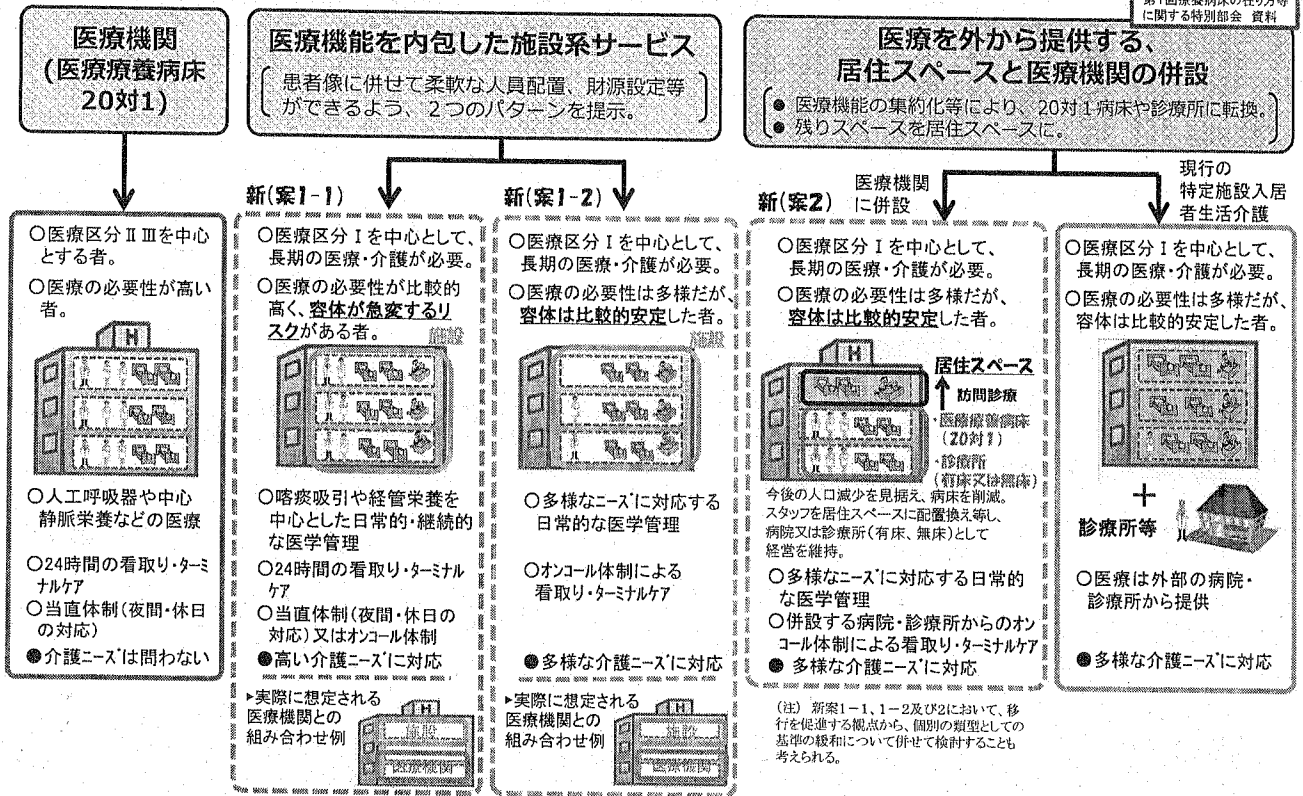 第1回療養病床の在り方等
に関する特別部会 資料
医療機関
(医療療養病床
20対1)
医療機能を内包した施設系サービス
患者像に併せて柔軟な人員配置、財源設定等
ができるよう、2つのパターンを提示。
医療を外から提供する、
居住スペースと医療機関の併設
● 医療機能の集約化等により、20対1病床や診療所に転換。
● 残りスペースを居住スペースに。
○医療区分ⅡⅢを中心
とする者。
○医療の必要性が高い
者。
H
○人工呼吸器や中心
静脈栄養などの医療
○24時間の看取り・ターミ
ナルケア
○当直体制(夜間・休日
の対応)
●介護ニーズは問わない
新(案1-1)
○医療区分Ⅰを中心として、
長期の医療・介護が必要。
○医療の必要性が比較的
高く、容体が急変するリ
スクがある者。
施設
○喀痰吸引や経管栄養を
中心とした日常的・継続的
な医学管理
○24時間の看取り・ターミナル
ケア
○当直体制(夜間・休日の
対応)又はオンコール体制
●高い介護ニーズに対応
▶実際に想定される
医療機関との
組み合わせ例
H
施設
医療機関
新(案1-2)
○医療区分Ⅰを中心として、
長期の医療・介護が必要。
○医療の必要性は多様だが、
容体は比較的安定した者。
施設
○多様なニーズに対応する
日常的な医学管理
○オンコール体制による
看取り・ターミナルケア
●多様な介護ニーズに対応
▶実際に想定される
医療機関との
組み合わせ例
H
施設
医療機関
新(案2)
医療機関
に併設
○医療区分Ⅰを中心として、
長期の医療・介護が必要。
○医療の必要性は多様だが、
容体は比較的安定した者。
H
居住スペース
訪問診療
・医療療養病床
(20対1)
・診療所
(有床又は無床)
今後の人口減少を見据え、病床を削減。
スタッフを居住スペースに配置換え等し、
病院又は診療所(有床、無床)として
経営を維持。
○多様なニーズに対応する日常的
な医学管理
○併設する病院・診療所からのオン
コール体制による看取り・ターミナルケア
● 多様な介護ニーズに対応
(注) 新案1-1、1-2及び2において、移
行を促進する観点から、個別の類型としての
基準の緩和について併せて検討することも
考えられる。
現行の
特定施設入居
者生活介護
○医療区分Ⅰを中心として、
長期の医療・介護が必要。
○医療の必要性は多様だが、
容体は比較的安定した者。
+
診療所等
○医療は外部の病院・
診療所から提供
●多様な介護ニーズに対応